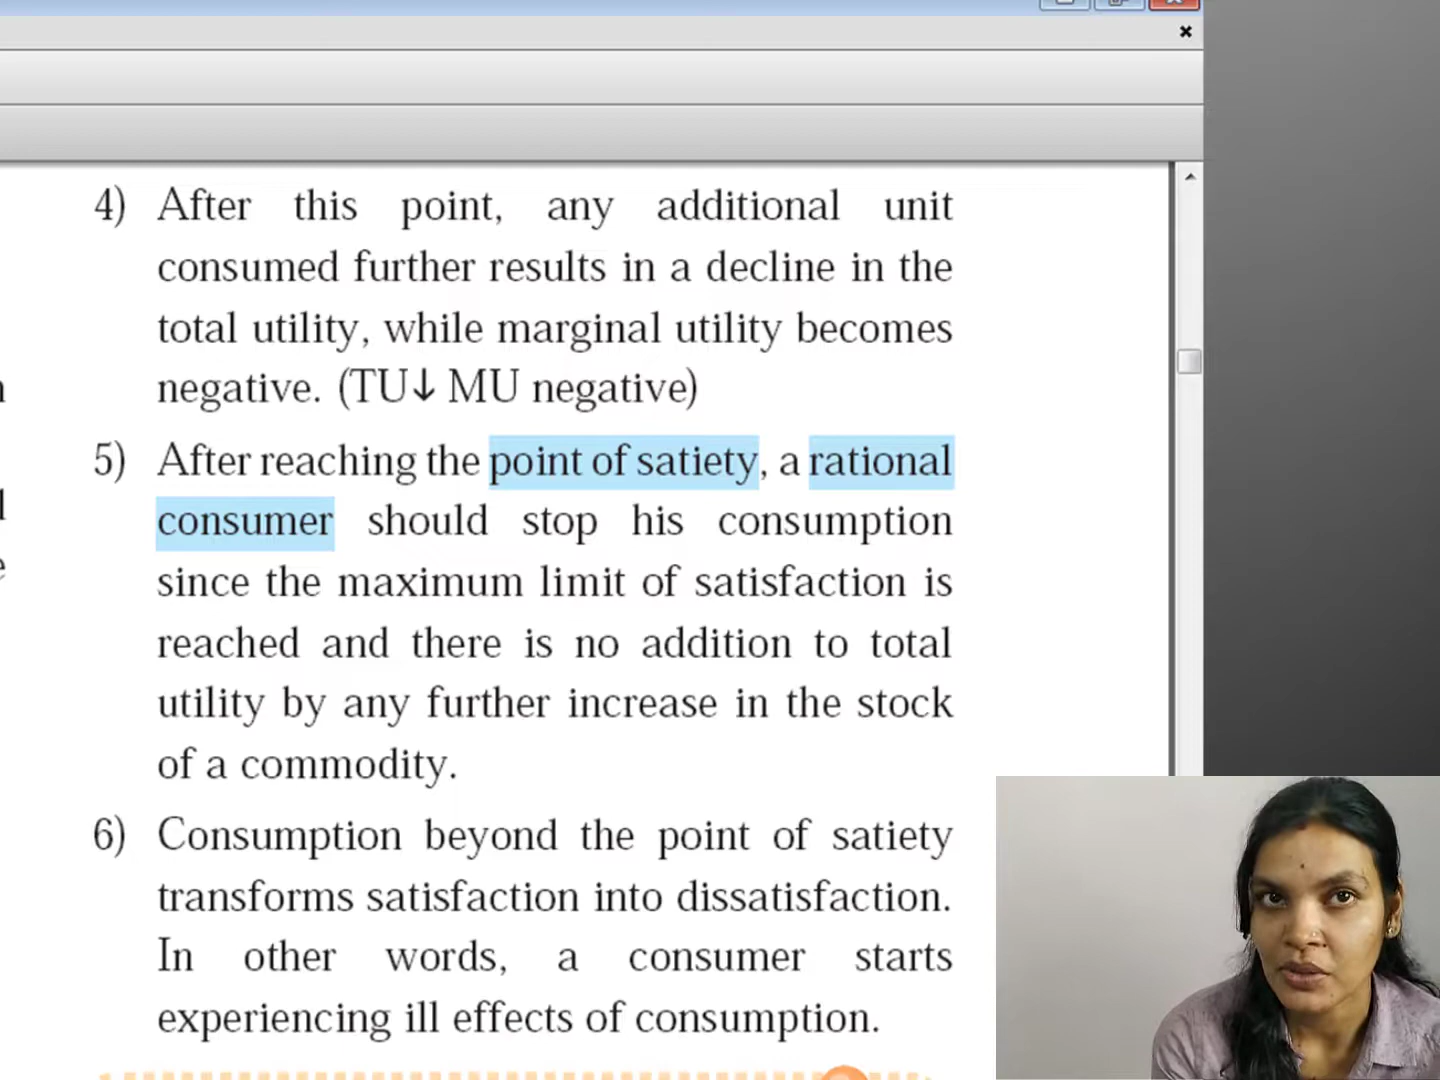 4) After this point, any additional unit
consumed further results in a decline in the
total utility, while marginal utility becomes
negative. (TU↓ MU negative)
5) After reaching the point of satiety, a rational
consumer should stop his consumption
since the maximum limit of satisfaction is
reached and there is no addition to total
utility by any further increase in the stock
of a commodity.
6) Consumption beyond the point of satiety
transforms satisfaction into dissatisfaction.
In other words, a consumer starts
experiencing ill effects of consumption.